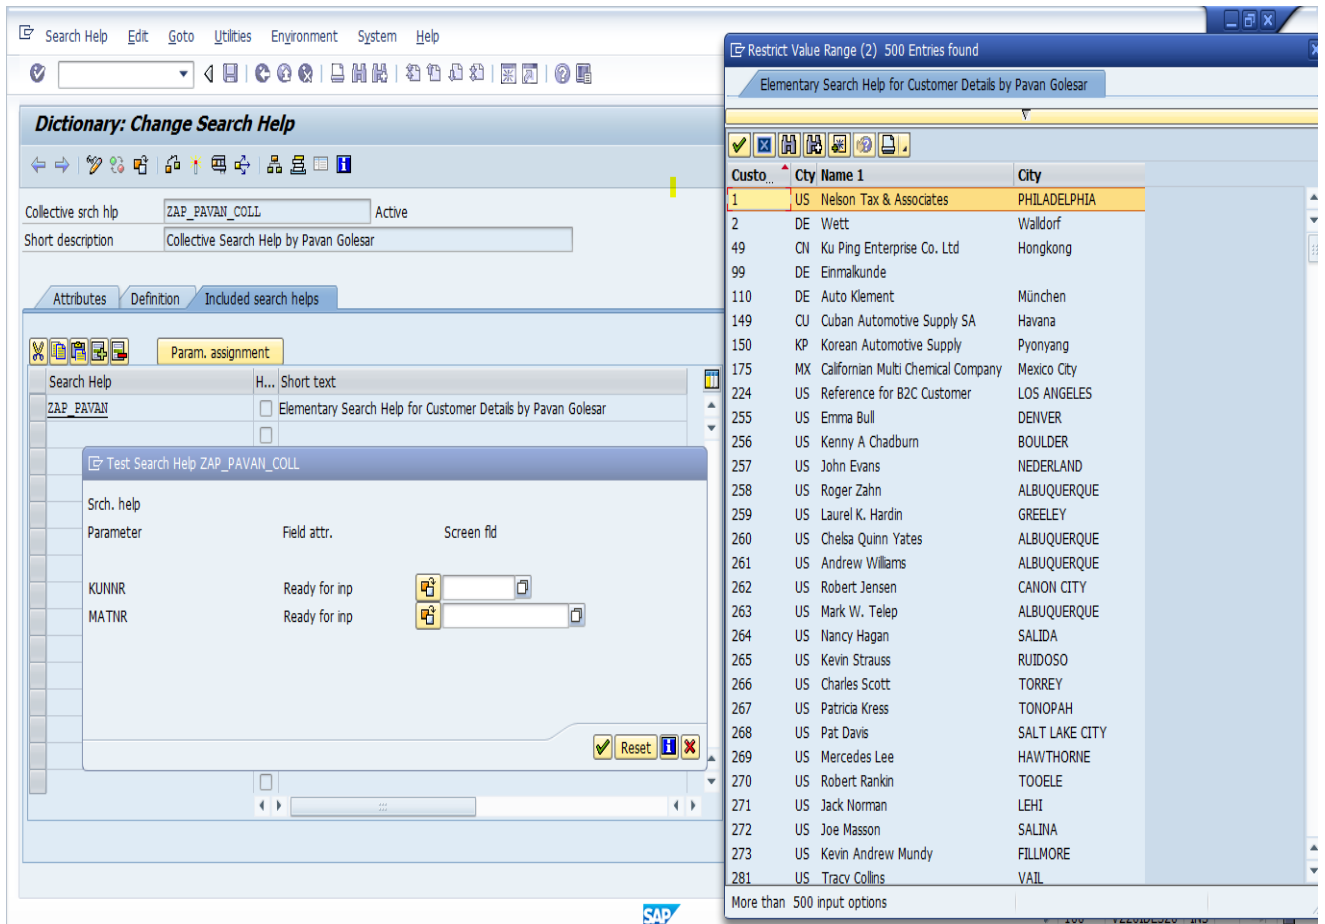 Search Help Edit Goto Utilities Environment System Help
Dictionary: Change Search Help
Collective srch hlp ZAP_PAVAN_COLL Active
Short description Collective Search Help by Pavan Golesar
Attributes Definition Included search helps
Param. assignment
Search Help H... Short text
ZAP_PAVAN Elementary Search Help for Customer Details by Pavan Golesar
Test Search Help ZAP_PAVAN_COLL
Srch. help
Parameter Field attr. Screen fld
KUNNR Ready for inp
MATNR Ready for inp
Reset
SAP
Restrict Value Range (2) 500 Entries found
Elementary Search Help for Customer Details by Pavan Golesar
Custo... Cty Name 1 City
1 US Nelson Tax & Associates PHILADELPHIA
2 DE Wett Walldorf
49 CN Ku Ping Enterprise Co. Ltd Hongkong
99 DE Einmalkunde
110 DE Auto Klement München
149 CU Cuban Automotive Supply SA Havana
150 KP Korean Automotive Supply Pyonyang
175 MX Californian Multi Chemical Company Mexico City
224 US Reference for B2C Customer LOS ANGELES
255 US Emma Bull DENVER
256 US Kenny A Chadburn BOULDER
257 US John Evans NEDERLAND
258 US Roger Zahn ALBUQUERQUE
259 US Laurel K. Hardin GREELEY
260 US Chelsa Quinn Yates ALBUQUERQUE
261 US Andrew Williams ALBUQUERQUE
262 US Robert Jensen CANON CITY
263 US Mark W. Telep ALBUQUERQUE
264 US Nancy Hagan SALIDA
265 US Kevin Strauss RUIDOSO
266 US Charles Scott TORREY
267 US Patricia Kress TONOPAH
268 US Pat Davis SALT LAKE CITY
269 US Mercedes Lee HAWTHORNE
270 US Robert Rankin TOOELE
271 US Jack Norman LEHI
272 US Joe Masson SALINA
273 US Kevin Andrew Mundy FILLMORE
281 US Tracy Collins VAIL
More than 500 input options